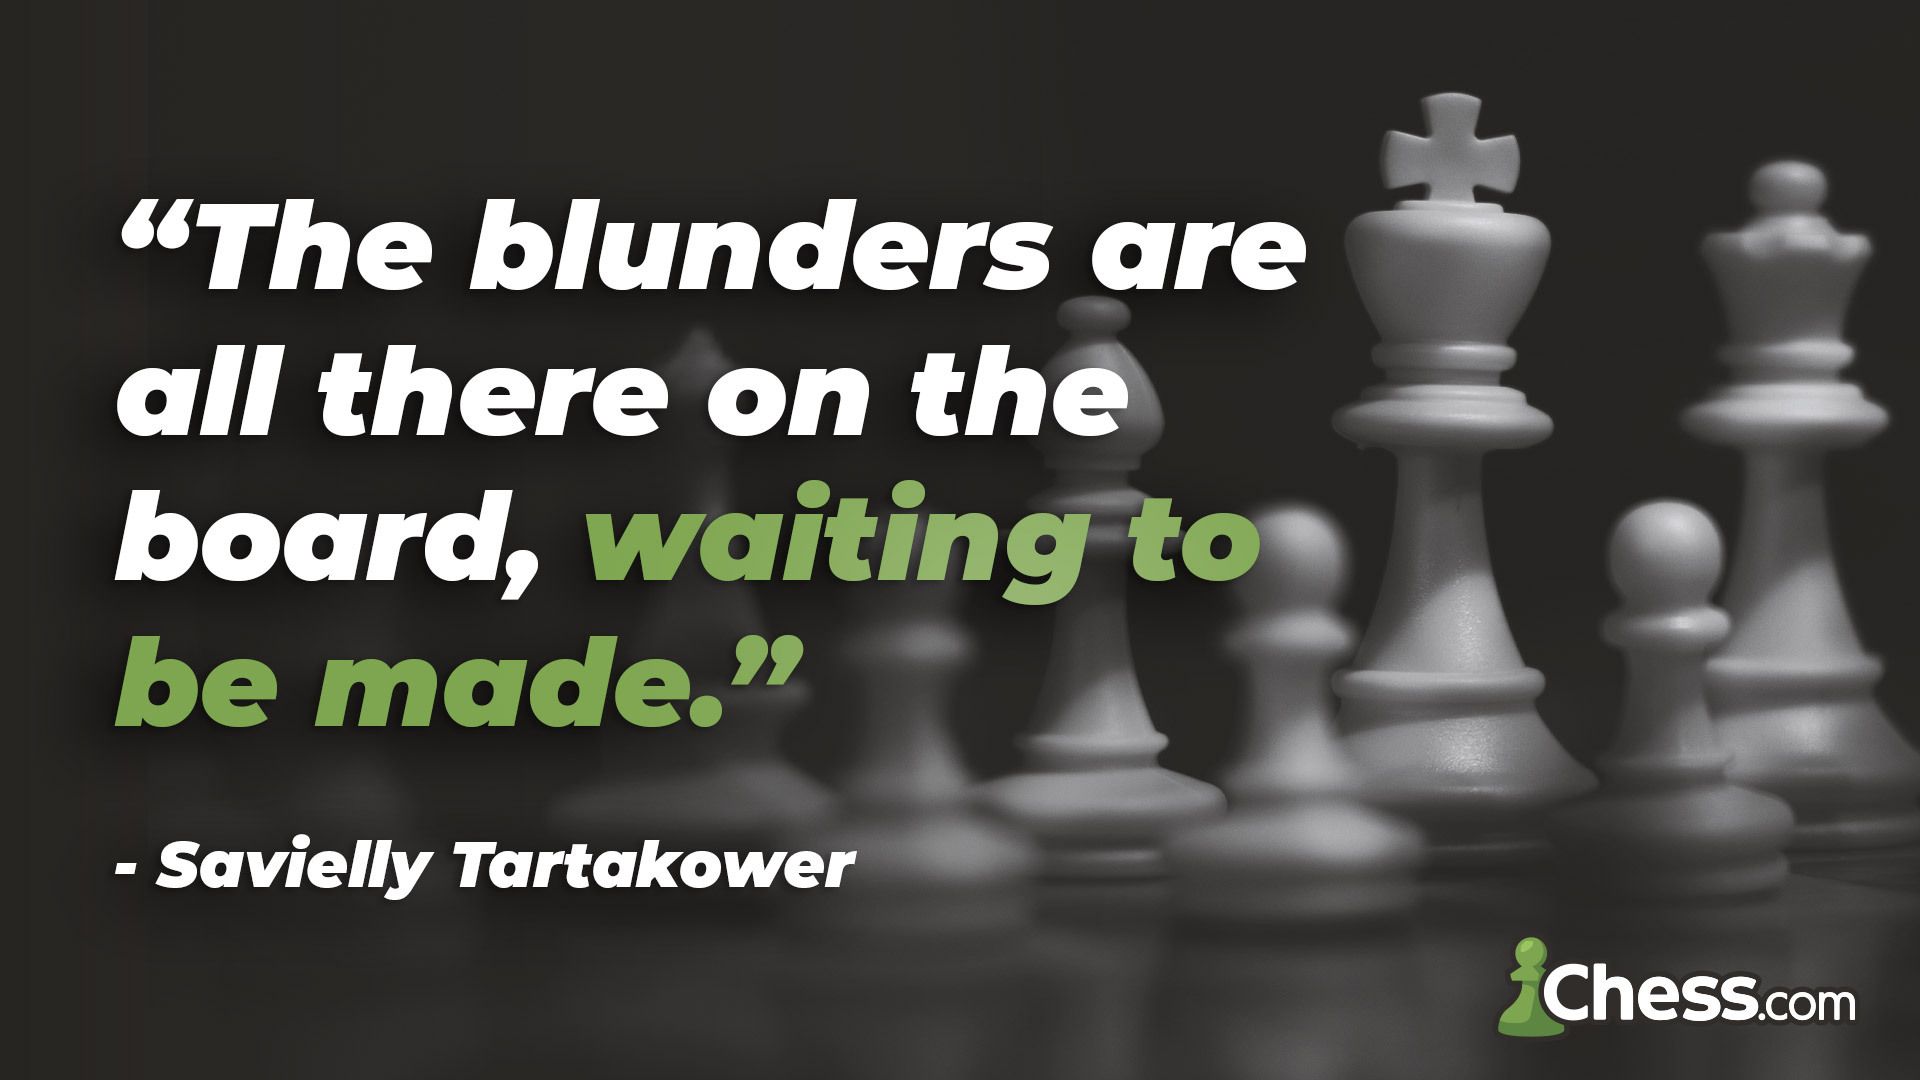 “The blunders are
all there on the
board, waiting to
be made.”
- Savielly Tartakower
Chess.com